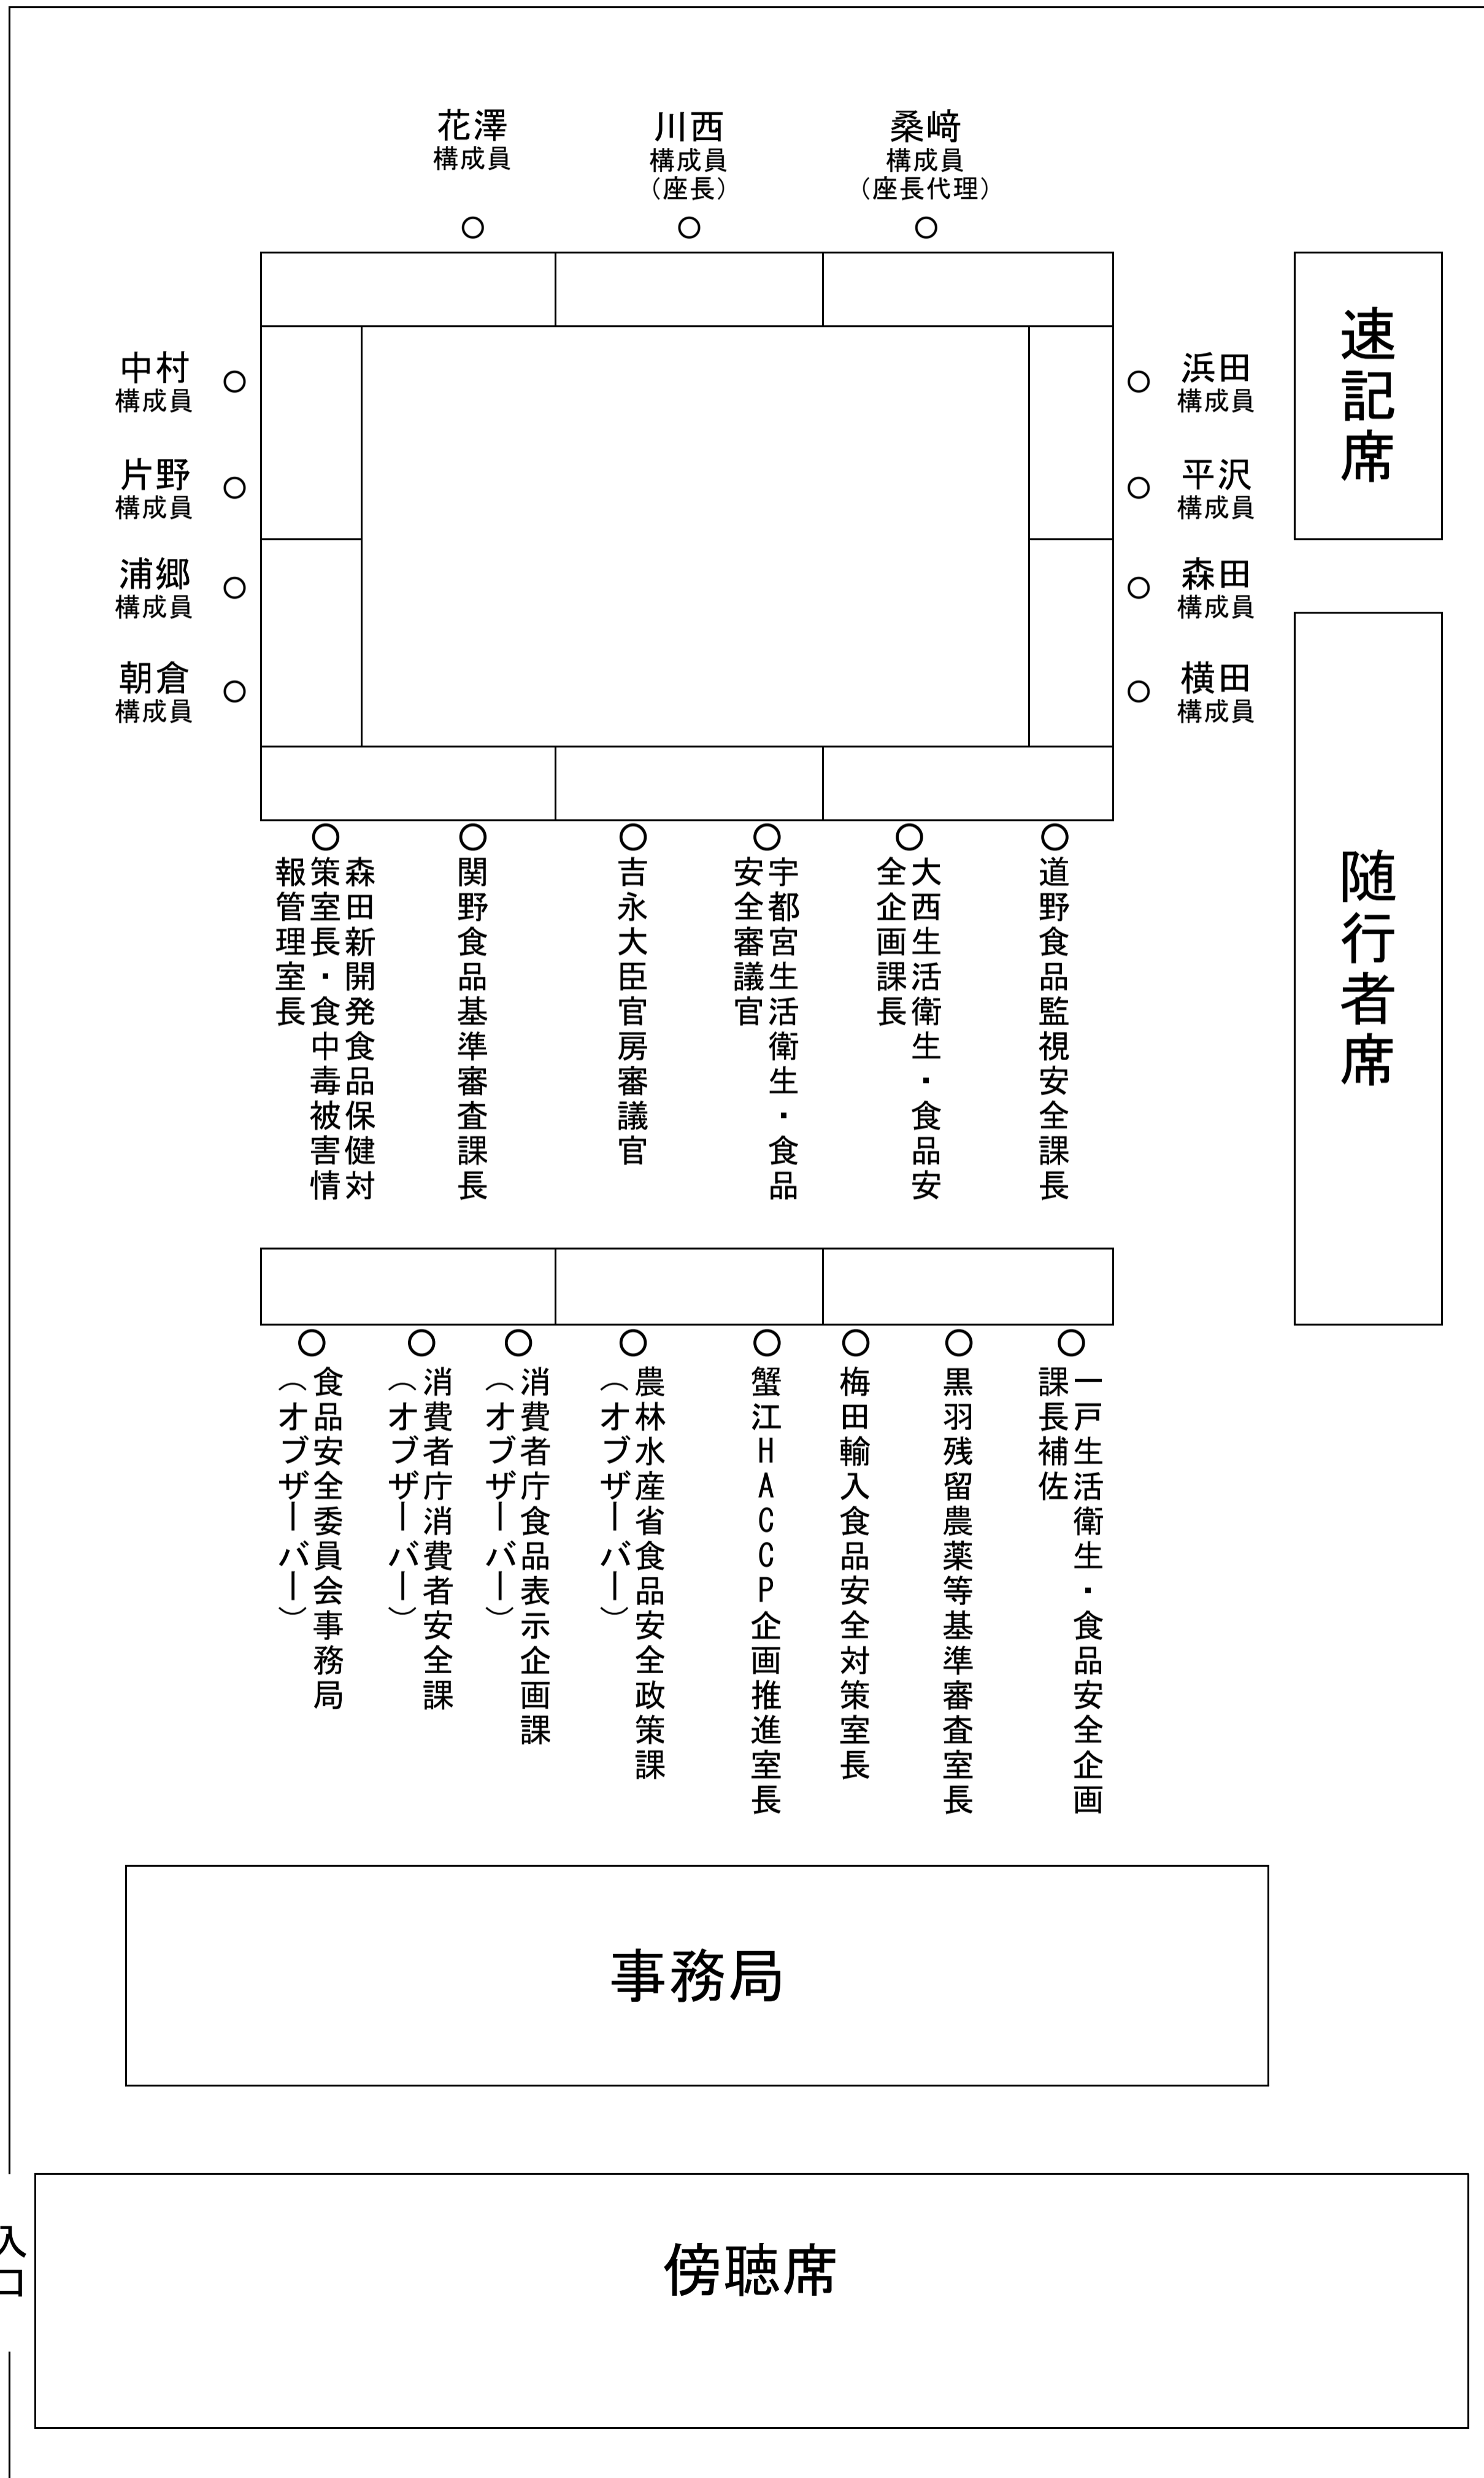 花澤
構成員
川西
構成員
（座長）
桑﨑
構成員
（座長代理）
中村
構成員
片野
構成員
浦郷
構成員
朝倉
構成員
浜田
構成員
平沢
構成員
森田
構成員
横田
構成員
速記席
随行者席
道野食品監視安全課長
大西生活衛生・食品安
全企画課長
宇都宮生活衛生・食品
安全審議官
吉永大臣官房審議官
関野食品基準審査課長
森田新開発食品保健対
策室長・食中毒被害情
報管理室長
一戸生活衛生・食品安全企画
課長補佐
黒羽残留農薬等基準審査室長
梅田輸入食品安全対策室長
蟹江ＨＡＣＣＰ企画推進室長
農林水産省食品安全政策課
（オブザーバー）
消費者庁食品表示企画課
（オブザーバー）
消費者庁消費者安全課
（オブザーバー）
食品安全委員会事務局
（オブザーバー）
事務局
傍聴席
入口